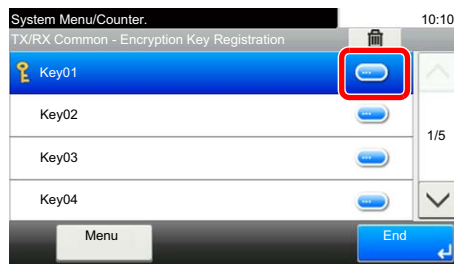 System Menu/Counter.
10:10
TX/RX Common - Encryption Key Registration
Key01
Key02
1/5
Key03
Key04
Menu
End